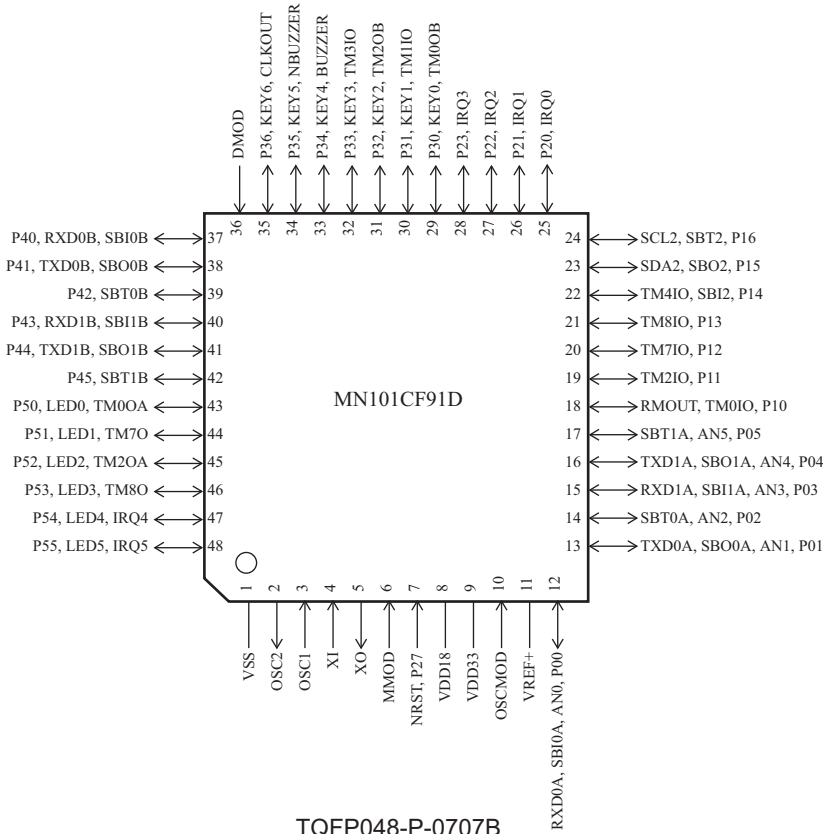 DMOD
P36, KEY6, CLKOUT
P35, KEY5, NBUZZER
P34, KEY4, BUZZER
P33, KEY3, TM3IO
P32, KEY2, TM2OB
P31, KEY1, TM1IO
P30, KEY0, TM0OB
P23, IRQ3
P22, IRQ2
P21, IRQ1
P20, IRQ0
36
35
34
33
32
31
30
29
28
27
26
25
P40, RXD0B, SBI0B 37
P41, TXD0B, SBO0B 38
P42, SBT0B 39
P43, RXD1B, SBI1B 40
P44, TXD1B, SBO1B 41
P45, SBT1B 42
P50, LED0, TM0OA 43
P51, LED1, TM7O 44
P52, LED2, TM2OA 45
P53, LED3, TM8O 46
P54, LED4, IRQ4 47
P55, LED5, IRQ5 48
MN101CF91D
24 SCL2, SBT2, P16
23 SDA2, SBO2, P15
22 TM4IO, SBI2, P14
21 TM8IO, P13
20 TM7IO, P12
19 TM2IO, P11
18 RMOUT, TM0IO, P10
17 SBT1A, AN5, P05
16 TXD1A, SBO1A, AN4, P04
15 RXD1A, SBI1A, AN3, P03
14 SBT0A, AN2, P02
13 TXD0A, SBO0A, AN1, P01
1
2
3
4
5
6
7
8
9
10
11
12
VSS
OSC2
OSC1
XI
XO
MMOD
NRST, P27
VDD18
VDD33
OSCMOD
VREF+
RXD0A, SBI0A, AN0, P00
TQFP048-P-0707B